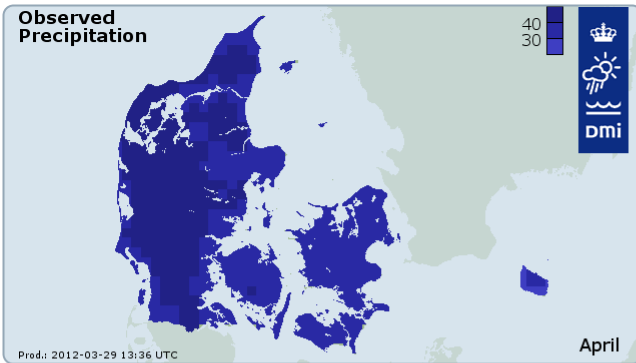 Observed
Precipitation
40
30
DMI
Prod.: 2012-03-29 13:36 UTC
April